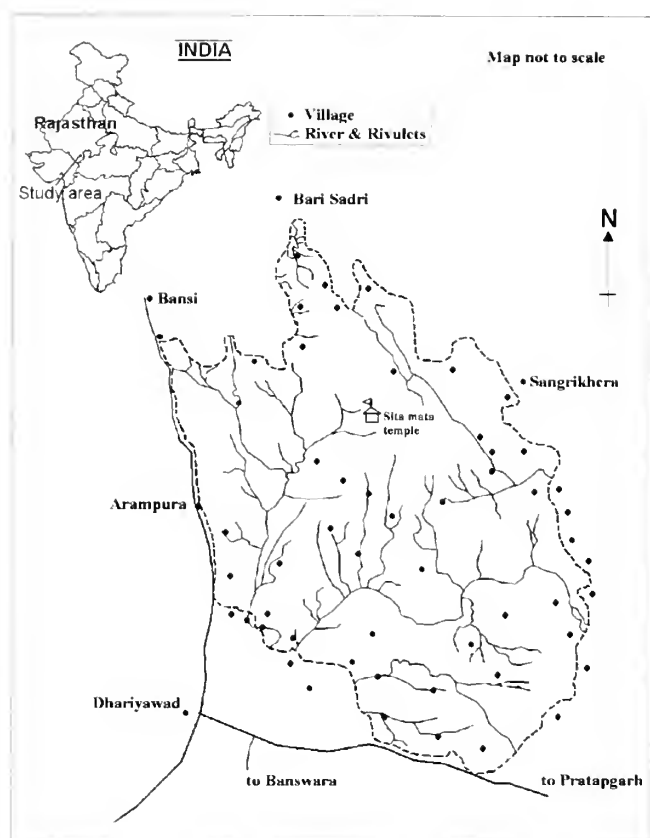 INDIA
Map not to scale
Rajasthan
Study area
Village
River & Rivulets
Bari Sadri
N
Bansi
Sangrikhera
Sita mata
temple
Arampura
Dhariyawad
to Banswara
to Pratapgarh